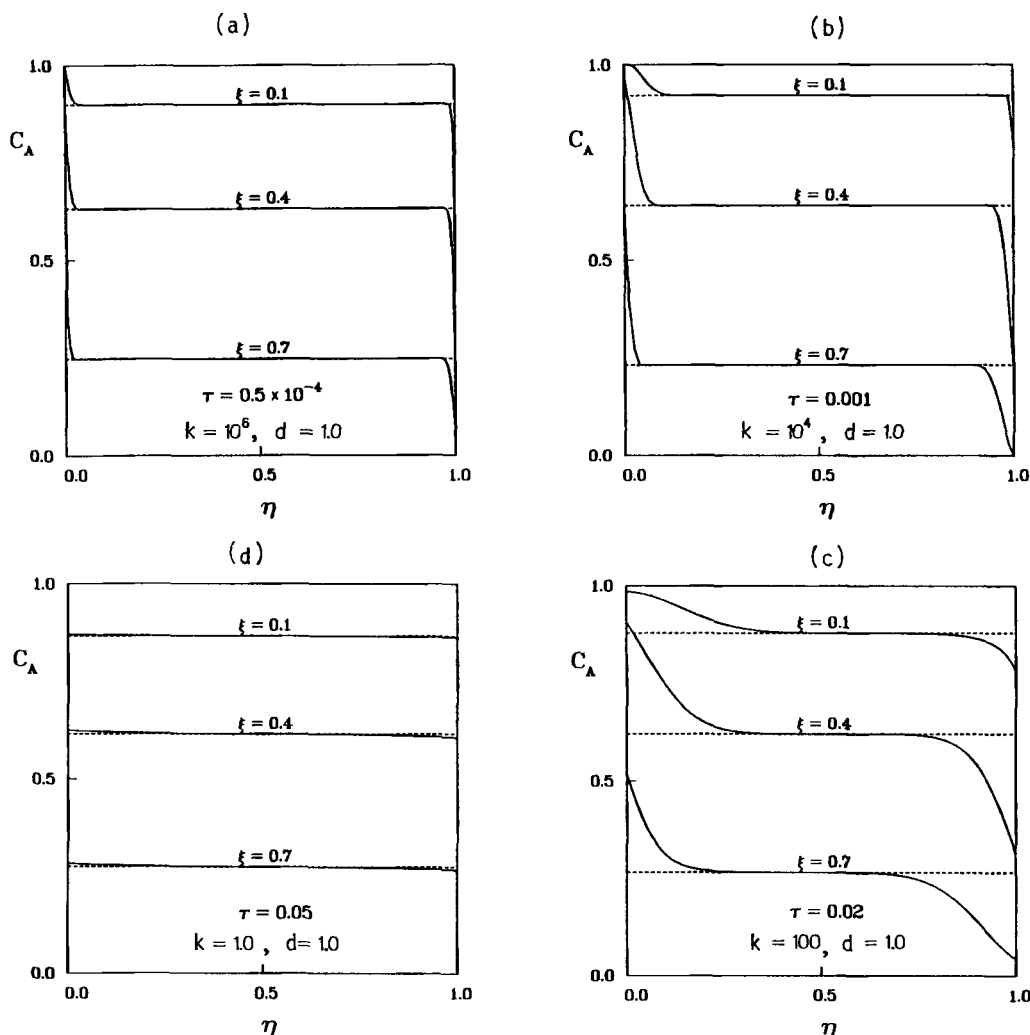 (a)
1.0
C_A
0.5
0.0
ξ = 0.1
ξ = 0.4
ξ = 0.7
τ = 0.5 × 10⁻⁴
k = 10⁶, d = 1.0
0.0 0.5 1.0
η
(b)
1.0
C_A
0.5
0.0
ξ = 0.1
ξ = 0.4
ξ = 0.7
τ = 0.001
k = 10⁴, d = 1.0
0.0 0.5 1.0
η
(d)
1.0
C_A
0.5
0.0
ξ = 0.1
ξ = 0.4
ξ = 0.7
τ = 0.05
k = 1.0, d = 1.0
0.0 0.5 1.0
η
(c)
1.0
C_A
0.5
0.0
ξ = 0.1
ξ = 0.4
ξ = 0.7
τ = 0.02
k = 100, d = 1.0
0.0 0.5 1.0
η